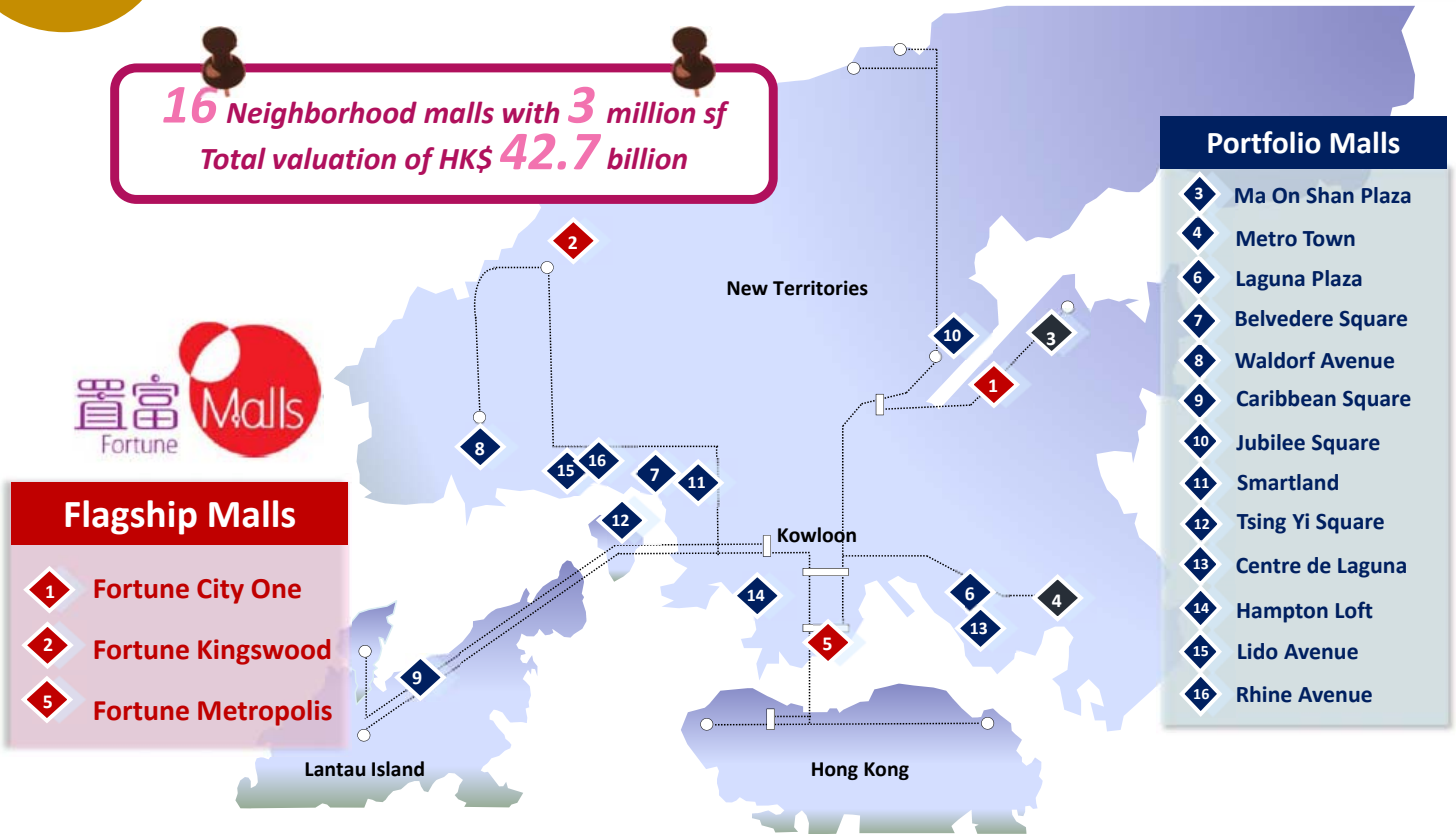 16 Neighborhood malls with 3 million sf
Total valuation of HK$ 42.7 billion
Portfolio Malls
3 Ma On Shan Plaza
4 Metro Town
6 Laguna Plaza
7 Belvedere Square
8 Waldorf Avenue
9 Caribbean Square
10 Jubilee Square
11 Smartland
12 Tsing Yi Square
13 Centre de Laguna
14 Hampton Loft
15 Lido Avenue
16 Rhine Avenue
置富 Malls
Fortune
Flagship Malls
1 Fortune City One
2 Fortune Kingswood
5 Fortune Metropolis
2
New Territories
10
3
1
8
15
16
7
11
12
Kowloon
14
6
4
13
5
9
Lantau Island
Hong Kong